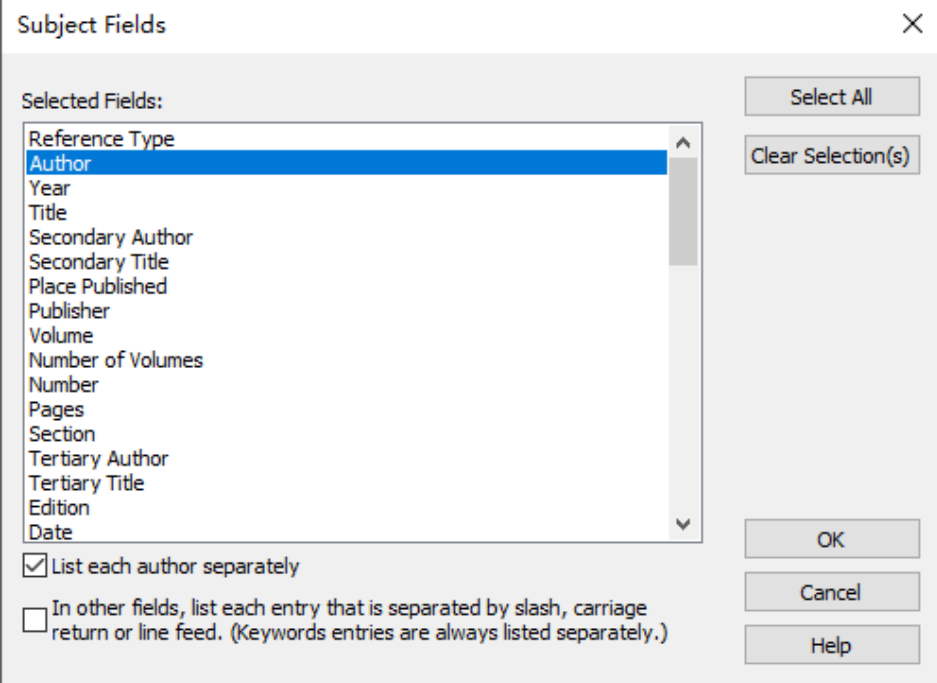 Subject Fields
Selected Fields:
Select All
Reference Type
Author
Clear Selection(s)
Year
Title
Secondary Author
Secondary Title
Place Published
Publisher
Volume
Number of Volumes
Number
Pages
Section
Tertiary Author
Tertiary Title
Edition
Date
OK
List each author separately
Cancel
In other fields, list each entry that is separated by slash, carriage
return or line feed. (Keywords entries are always listed separately.)
Help